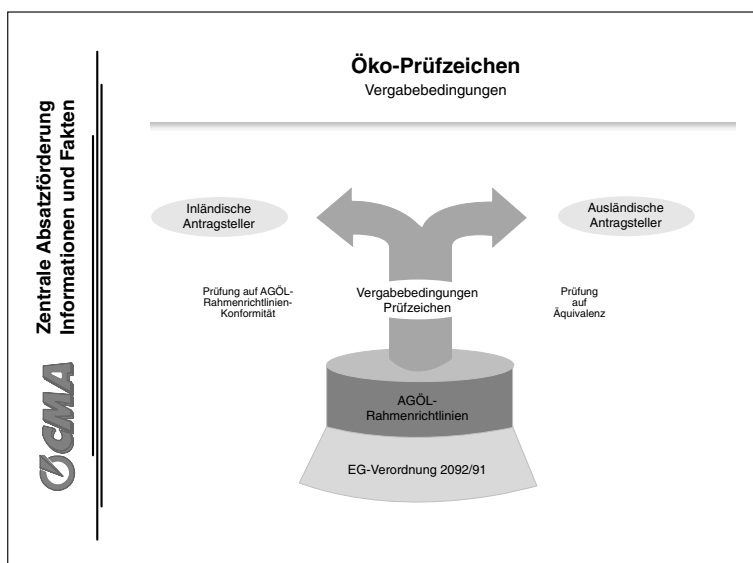 Öko-Prüfzeichen
Vergabebedingungen
Zentrale Absatzförderung
Informationen und Fakten
CMA
Inländische
Antragsteller
Ausländische
Antragsteller
Prüfung auf AGÖL-
Rahmenrichtlinien-
Konformität
Vergabebedingungen
Prüfzeichen
Prüfung
auf
Äquivalenz
AGÖL-
Rahmenrichtlinien
EG-Verordnung 2092/91